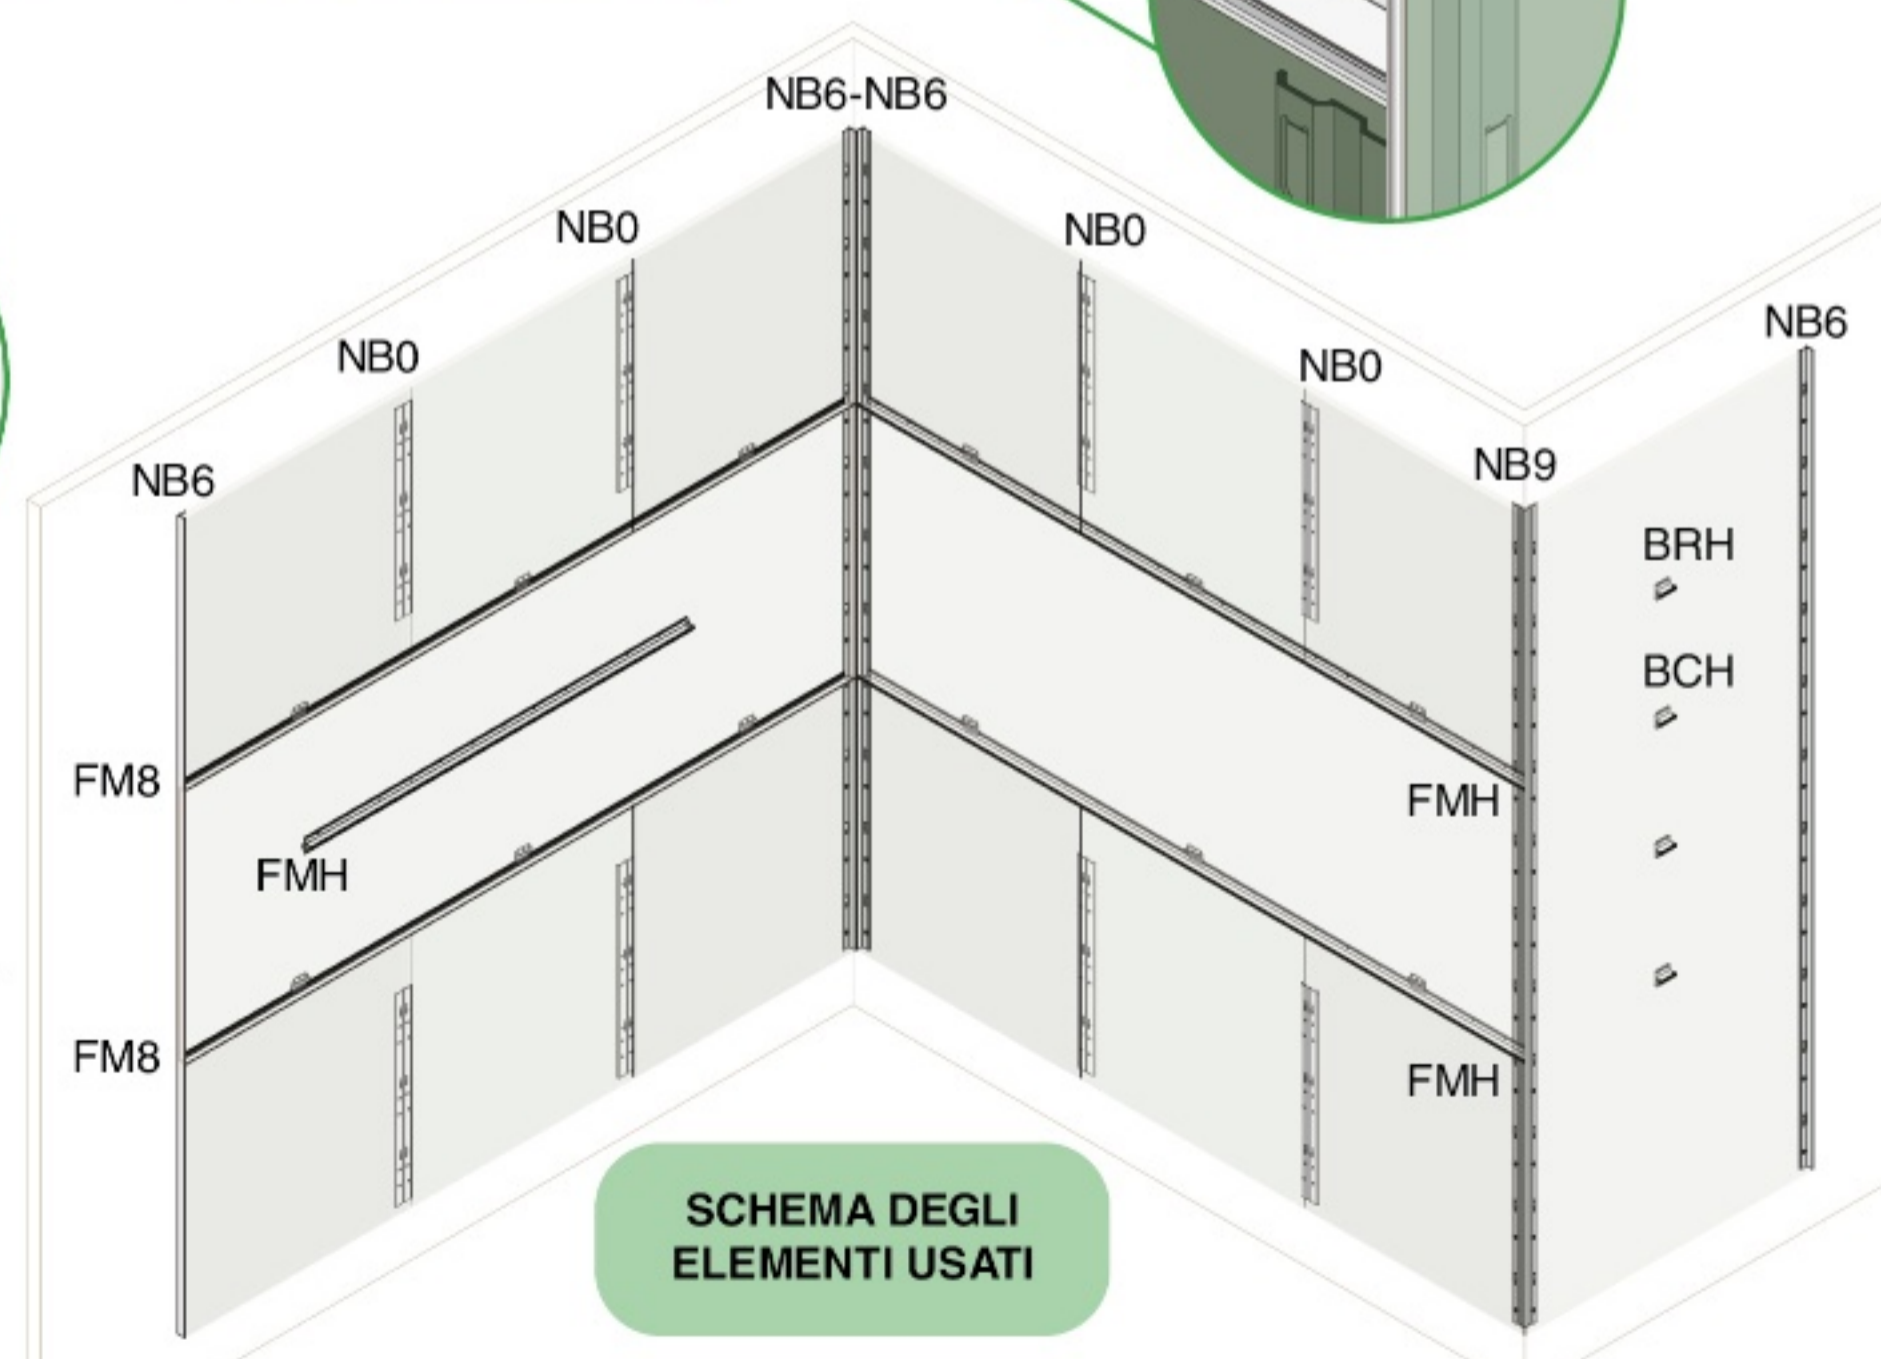 NB6-NB6
NB0
NB0
NB0
NB0
NB6
NB6
NB9
BRH
BCH
FM8
FMH
FMH
FM8
FMH
SCHEMA DEGLI
ELEMENTI USATI